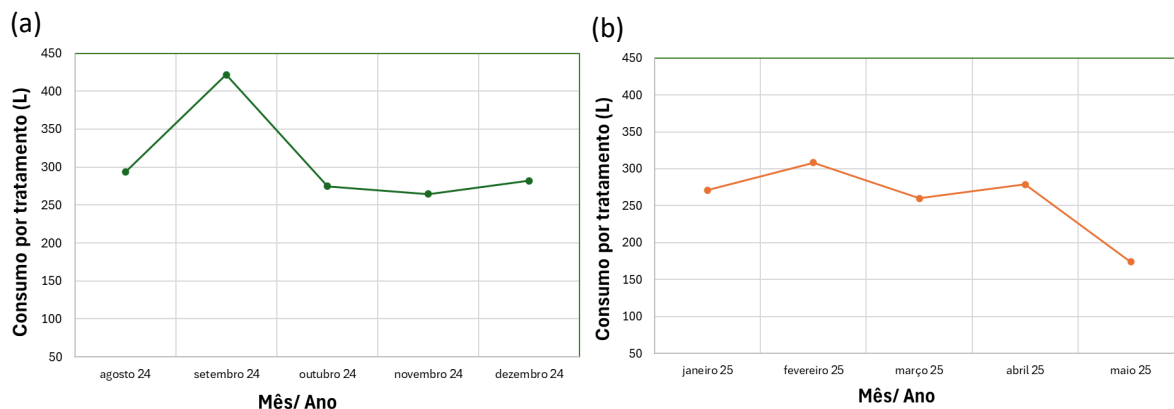 (a)
Consumo por tratamento (L)
450
400
350
300
250
200
150
100
50
agosto 24
setembro 24
outubro 24
novembro 24
dezembro 24
Mês/ Ano
(b)
Consumo por tratamento (L)
450
400
350
300
250
200
150
100
50
janeiro 25
fevereiro 25
março 25
abril 25
maio 25
Mês/ Ano